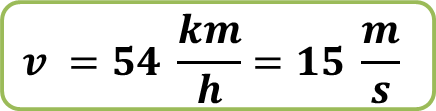 v = 54 km/h = 15 m/s